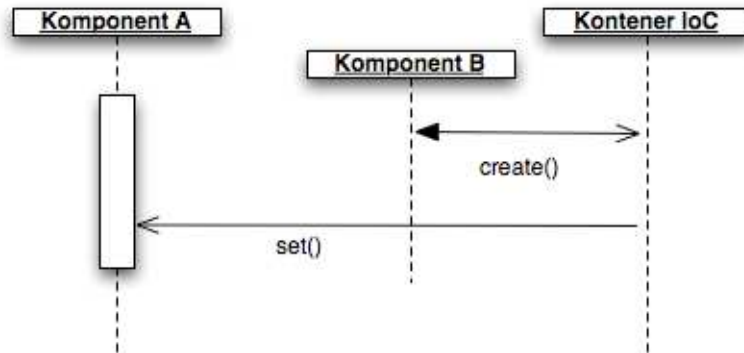 Komponent A
Kontener IoC
Komponent B
create()
set()